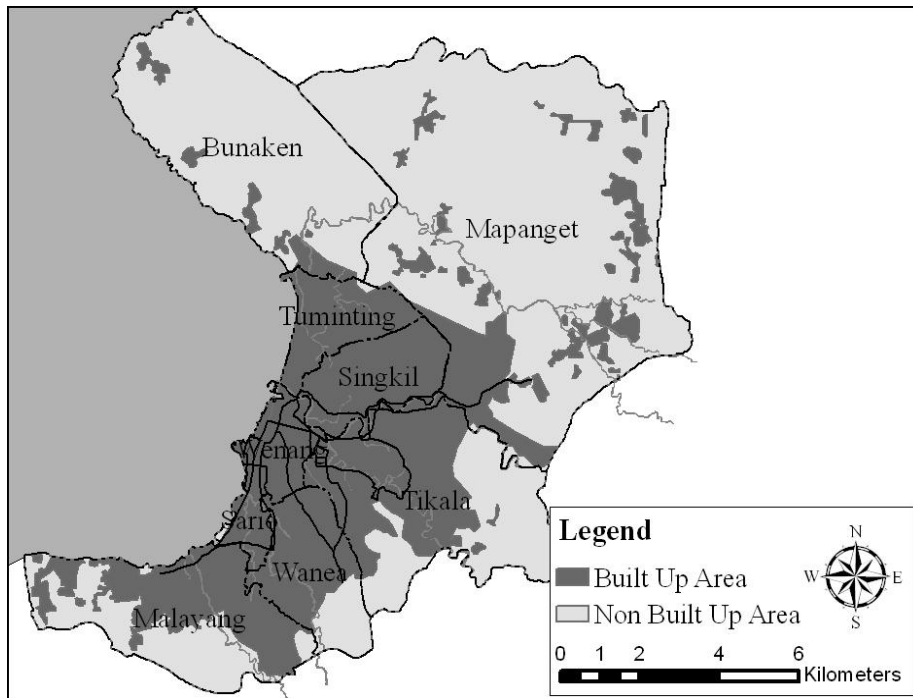 Bunaken
Mapanget
Tuminting
Singkil
Wenang
Tikala
Sario
Wanea
Malayang
Legend
Built Up Area
Non Built Up Area
N
W E
S
0 1 2 4 6
Kilometers